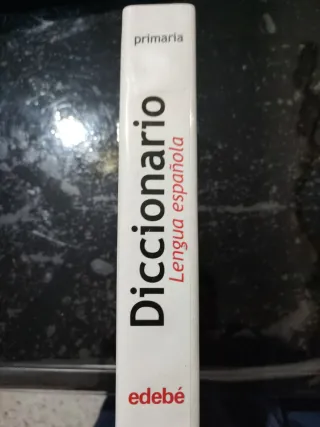 primaria
Diccionario
Lengua española
edebé